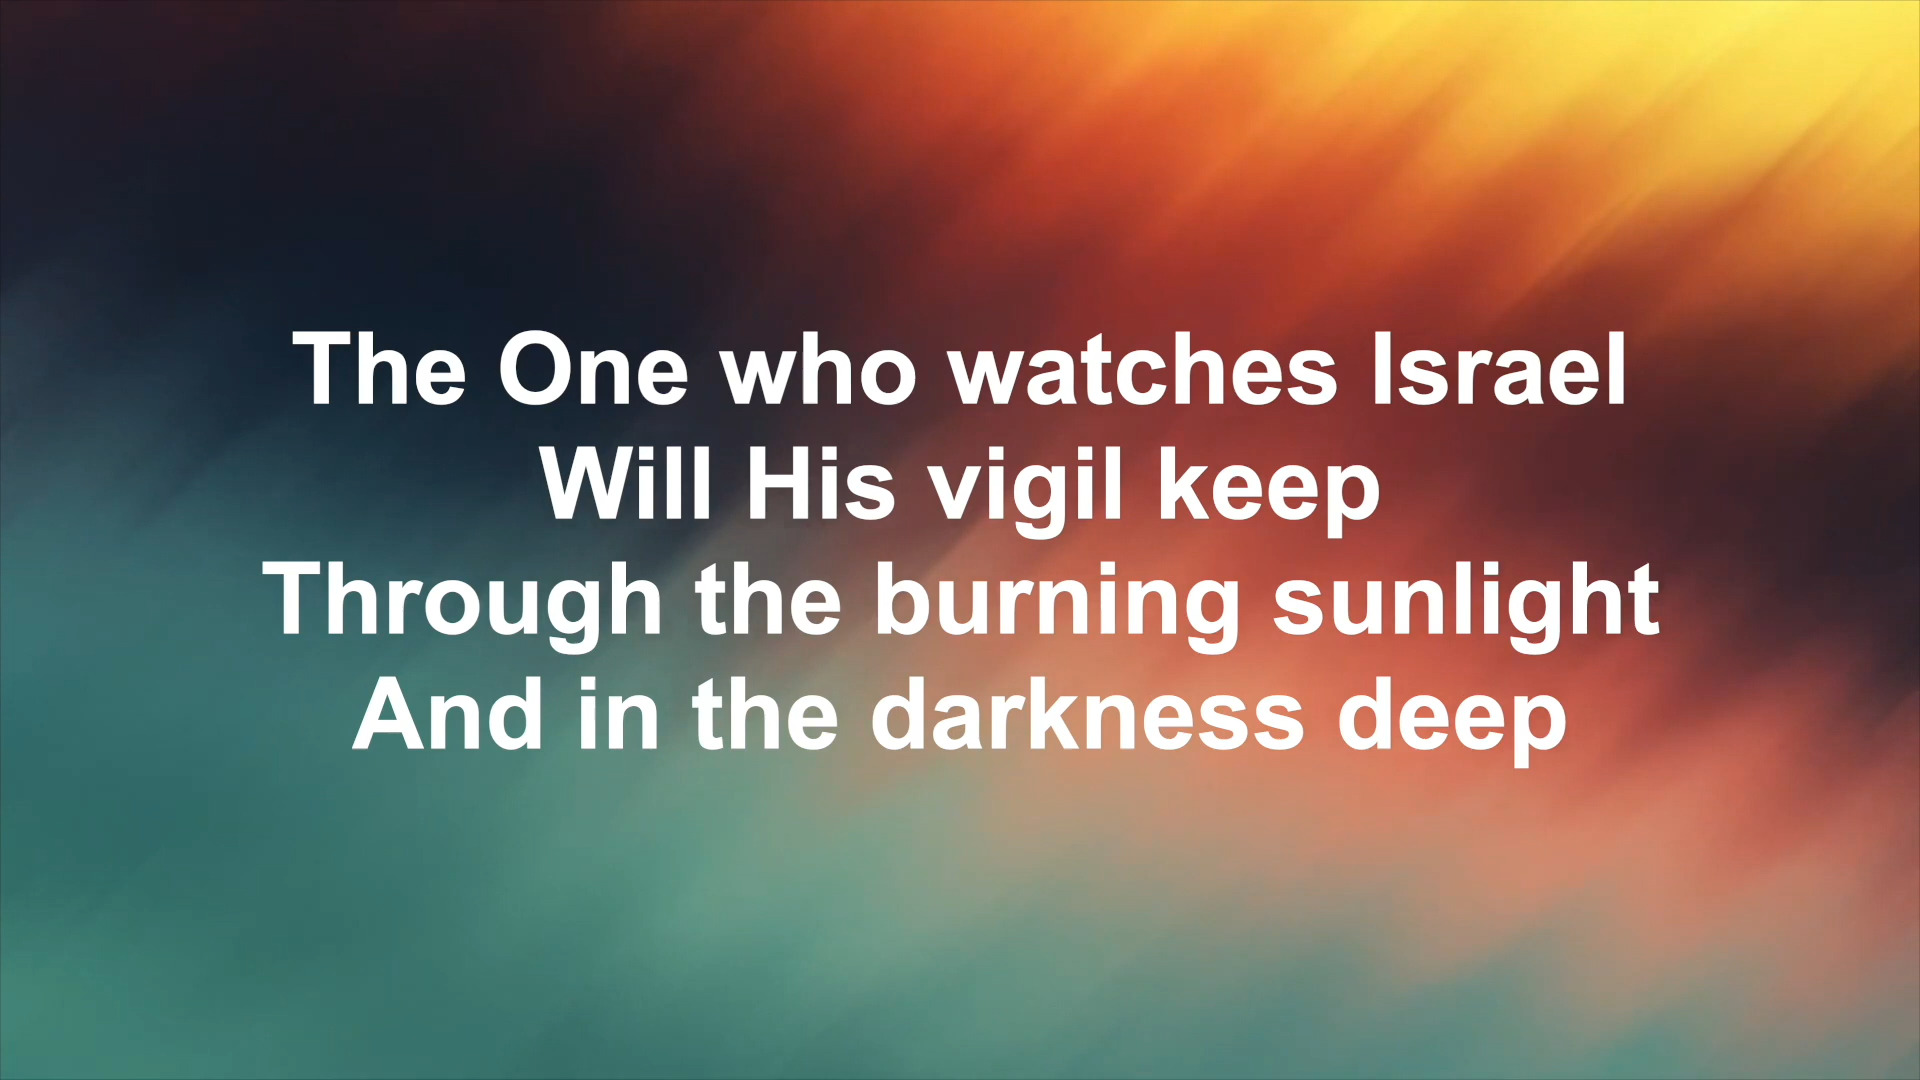 The One who watches Israel
Will His vigil keep
Through the burning sunlight
And in the darkness deep